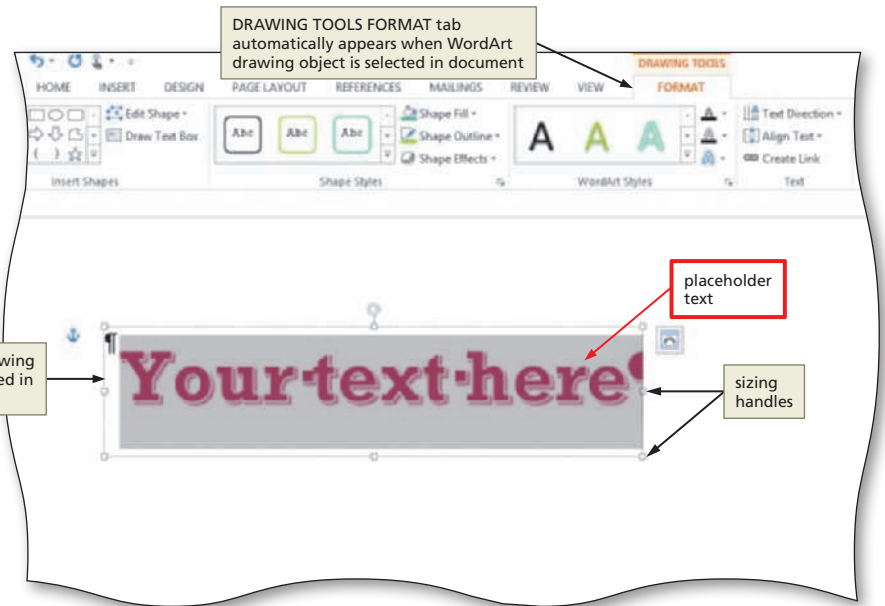 DRAWING TOOLS FORMAT tab
automatically appears when WordArt
drawing object is selected in document
DRAWING TOOLS
HOME INSERT DESIGN PAGE LAYOUT REFERENCES MAILINGS REVIEW VIEW FORMAT
Edit Shape
Draw Text Box
Insert Shapes
Abc Abc Abc
Shape Fill
Shape Outline
Shape Effects
Shape Styles
A A A
A
A
A
WordArt Styles
Text Direction
Align Text
Create Link
Text
placeholder
text
¶
Your·text·here
sizing
handles
wing
ed in